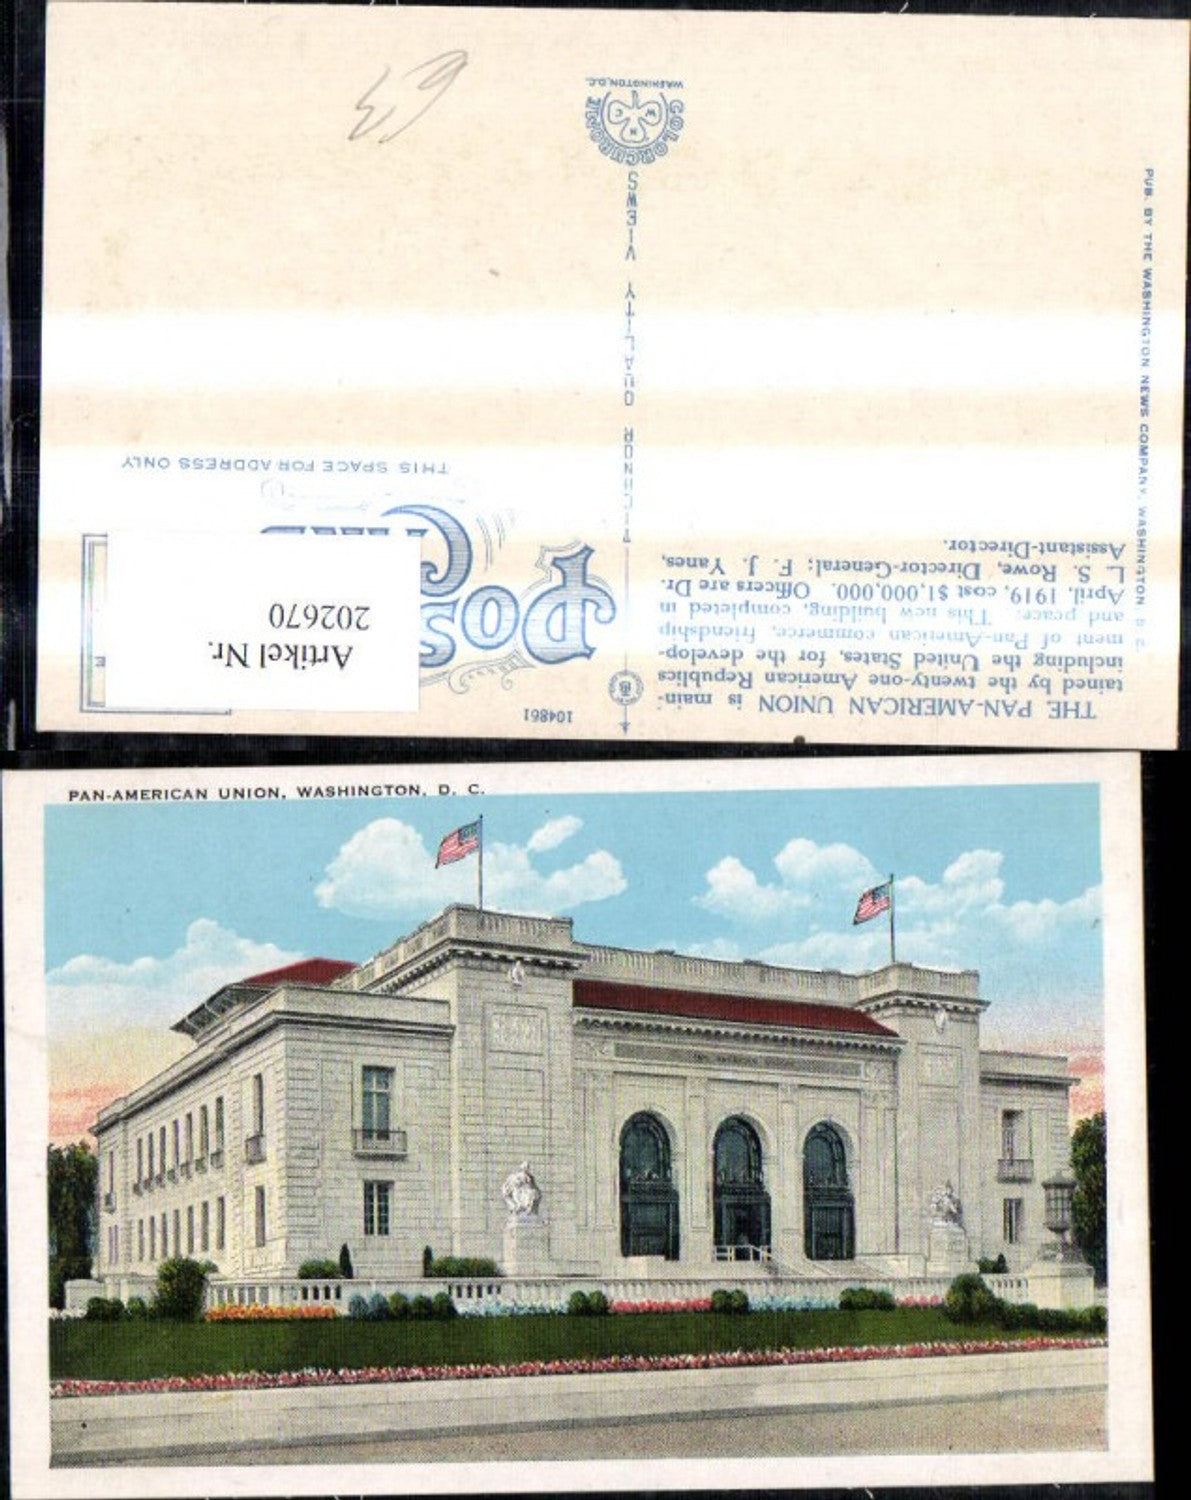 104861
THE PAN-AMERICAN UNION is main-
tained by the twenty-one American Republics
including the United States, for the develop-
ment of Pan-American commerce, friendship
and peace. This new building, completed in
April, 1919, cost $1,000,000. Officers are Dr.
L. S. Rowe, Director-General; F. J. Yanes,
Assistant-Director.
PUB. BY THE WASHINGTON NEWS COMPANY, WASHINGTON D. C.
TICHNOR QUALITY VIEWS
COLORCHROME
W N C
WASHINGTON, D.C.
Artikel Nr.
202670
THIS SPACE FOR ADDRESS ONLY
63
PAN-AMERICAN UNION, WASHINGTON, D. C.